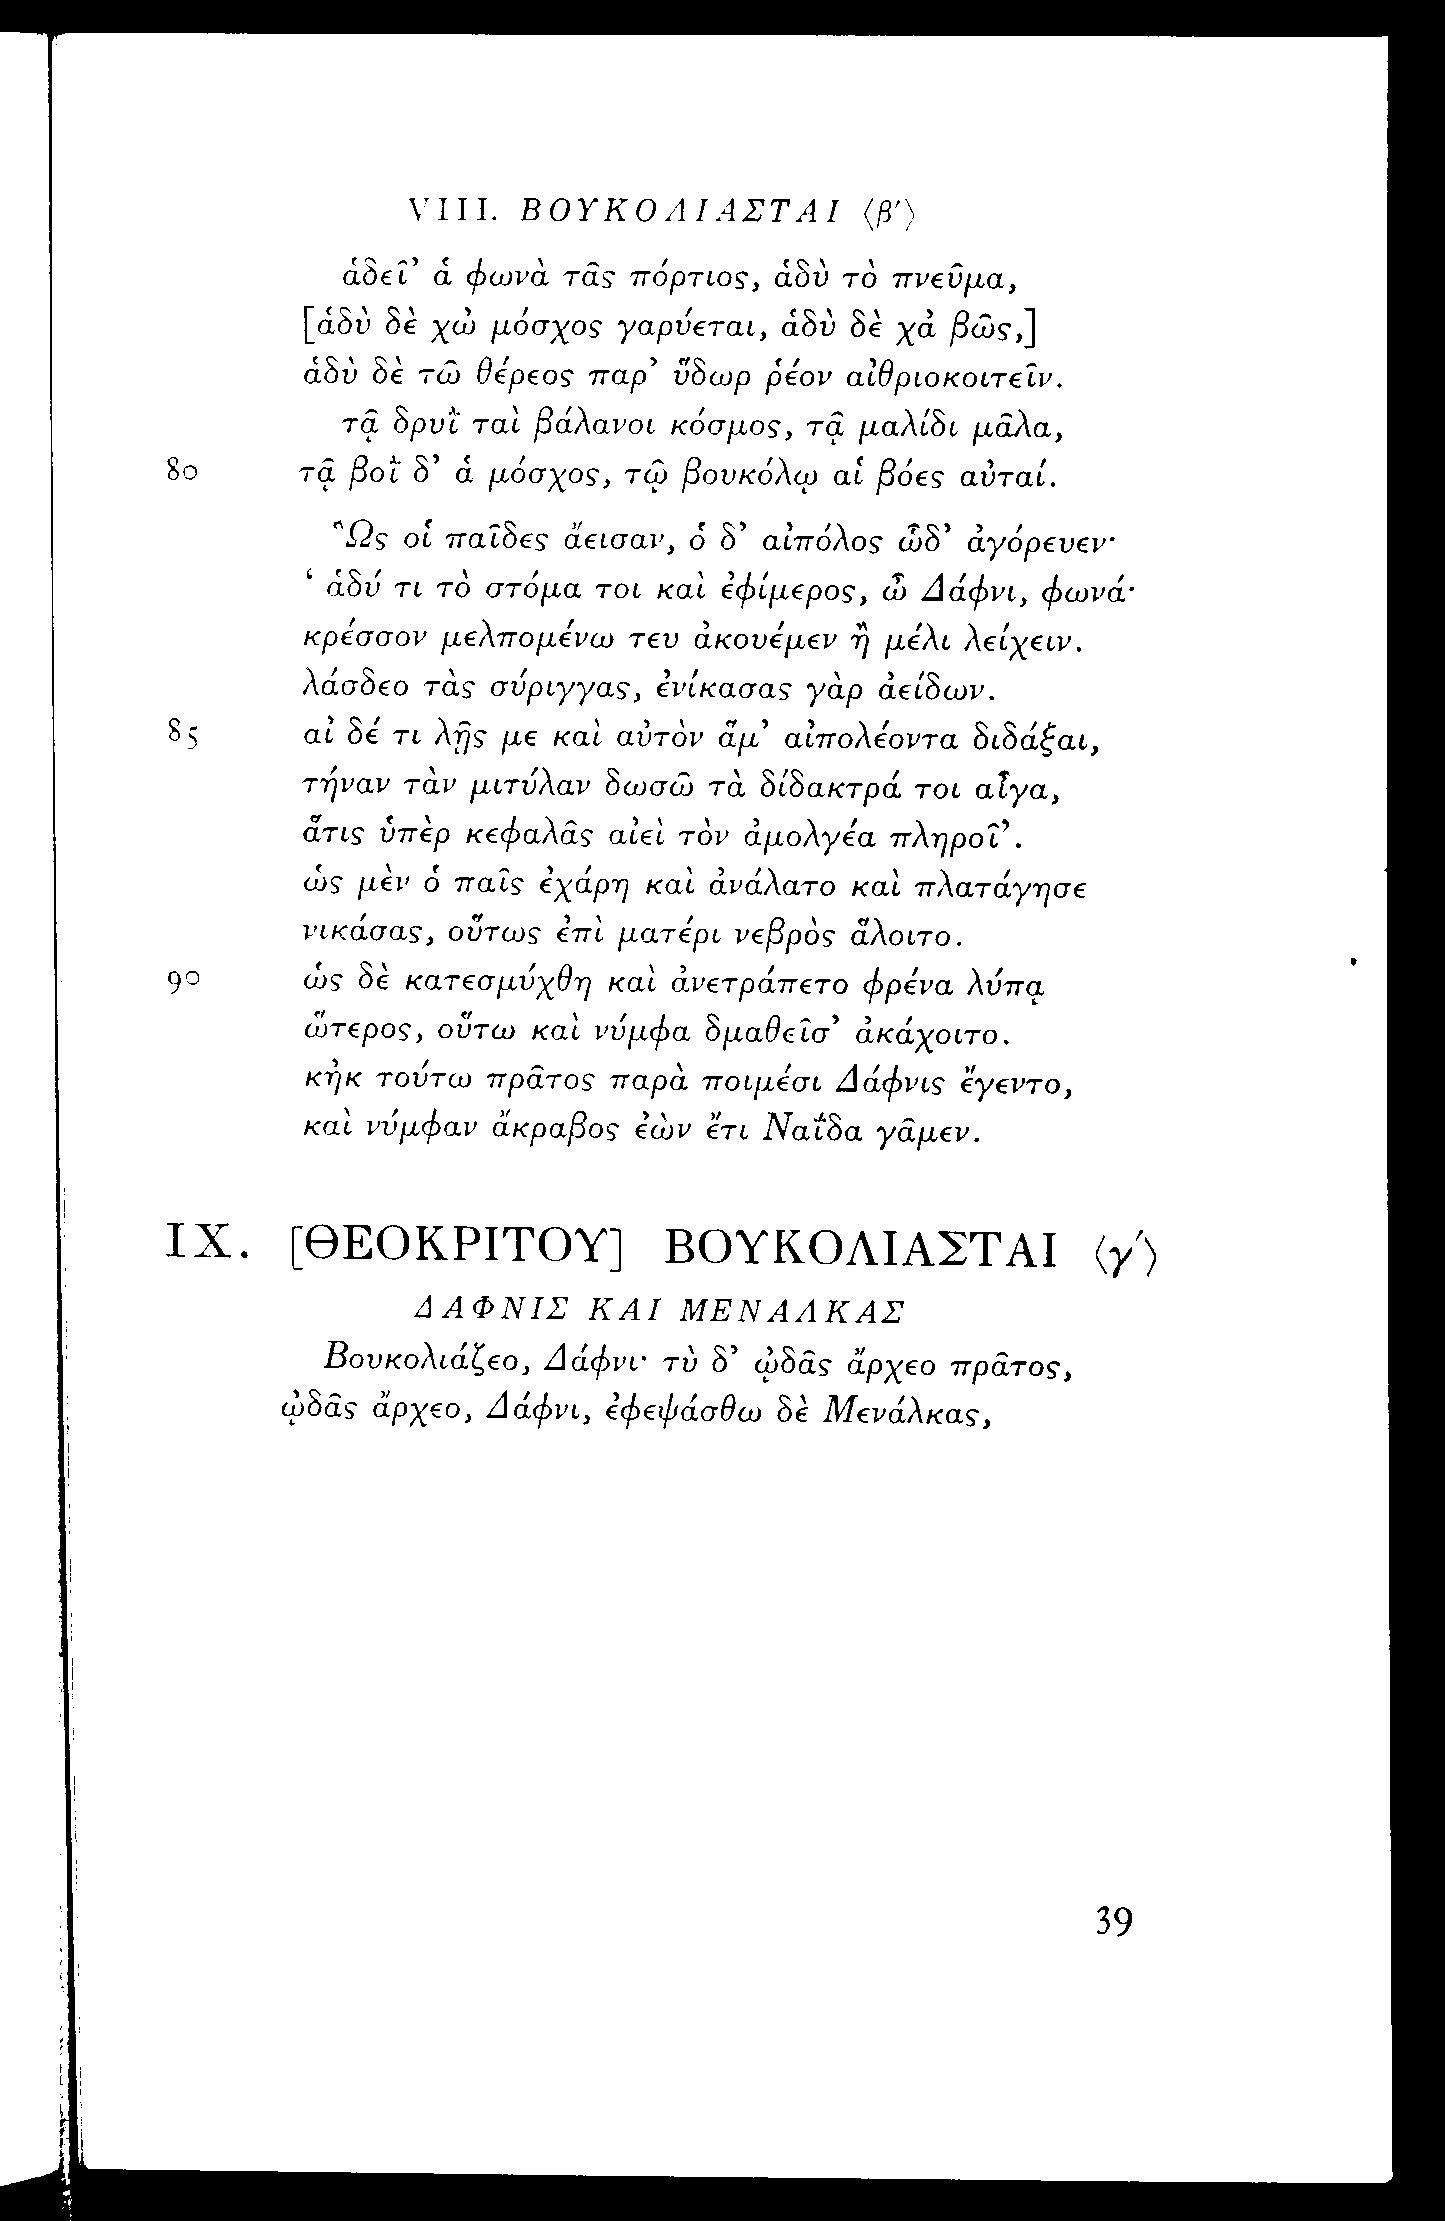 VIII. ΒΟΥΚΟΛΙΑΣΤΑΙ ⟨β′⟩
ἁδεῖ’ ἁ φωνὰ τᾶς πόρτιος, ἁδὺ τὸ πνεῦμα,
[ἁδὺ δὲ χὠ μόσχος γαρύεται, ἁδὺ δὲ χἀ βῶς,]
ἁδὺ δὲ τῶ θέρεος παρ’ ὕδωρ ῥέον αἰθριοκοιτεῖν.
τᾷ δρυῒ ταὶ βάλανοι κόσμος, τᾷ μαλίδι μᾶλα,
80 τᾷ βοῒ δ’ ἁ μόσχος, τῷ βουκόλῳ αἱ βόες αὐταί.
Ὣς οἱ παῖδες ἄεισαν, ὁ δ’ αἰπόλος ὧδ’ ἀγόρευεν·
‘ ἁδύ τι τὸ στόμα τοι καὶ ἐφίμερος, ὦ Δάφνι, φωνά·
κρέσσον μελπομένω τευ ἀκουέμεν ἢ μέλι λείχειν.
λάσδεο τὰς σύριγγας, ἐνίκασας γὰρ ἀείδων.
85 αἰ δέ τι λῇς με καὶ αὐτὸν ἅμ’ αἰπολέοντα διδάξαι,
τήναν τὰν μιτύλαν δωσῶ τὰ δίδακτρά τοι αἶγα,
ἅτις ὑπὲρ κεφαλᾶς αἰεὶ τὸν ἀμολγέα πληροῖ’.
ὡς μὲν ὁ παῖς ἐχάρη καὶ ἀνάλατο καὶ πλατάγησε
νικάσας, οὕτως ἐπὶ ματέρι νεβρὸς ἅλοιτο.
90 ὡς δὲ κατεσμύχθη καὶ ἀνετράπετο φρένα λύπᾳ
ὥτερος, οὕτω καὶ νύμφα δμαθεῖσ’ ἀκάχοιτο.
κἠκ τούτω πρᾶτος παρὰ ποιμέσι Δάφνις ἔγεντο,
καὶ νύμφαν ἄκραβος ἐὼν ἔτι Ναΐδα γᾶμεν.
IX. [ΘΕΟΚΡΙΤΟΥ] ΒΟΥΚΟΛΙΑΣΤΑΙ ⟨γ′⟩
ΔΑΦΝΙΣ ΚΑΙ ΜΕΝΑΛΚΑΣ
Βουκολιάζεο, Δάφνι· τὺ δ’ ᾠδᾶς ἄρχεο πρᾶτος,
ᾠδᾶς ἄρχεο, Δάφνι, ἐφεψάσθω δὲ Μενάλκας,
39